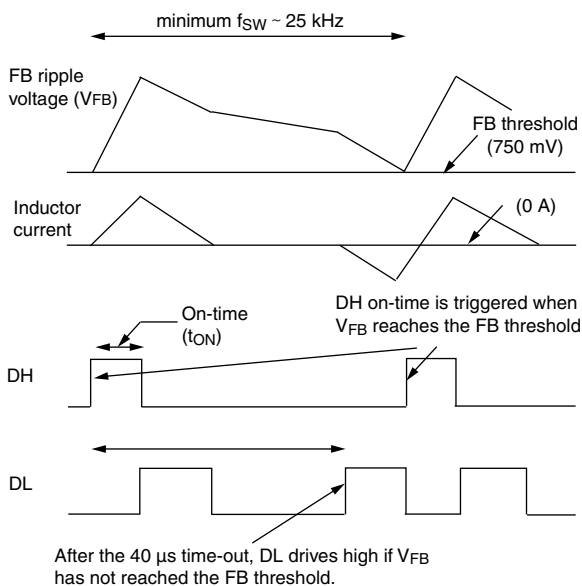 minimum fSW ~ 25 kHz
FB ripple
voltage (VFB)
FB threshold
(750 mV)
Inductor
current
(0 A)
On-time
(tON)
DH on-time is triggered when
VFB reaches the FB threshold
DH
DL
After the 40 µs time-out, DL drives high if VFB
has not reached the FB threshold.